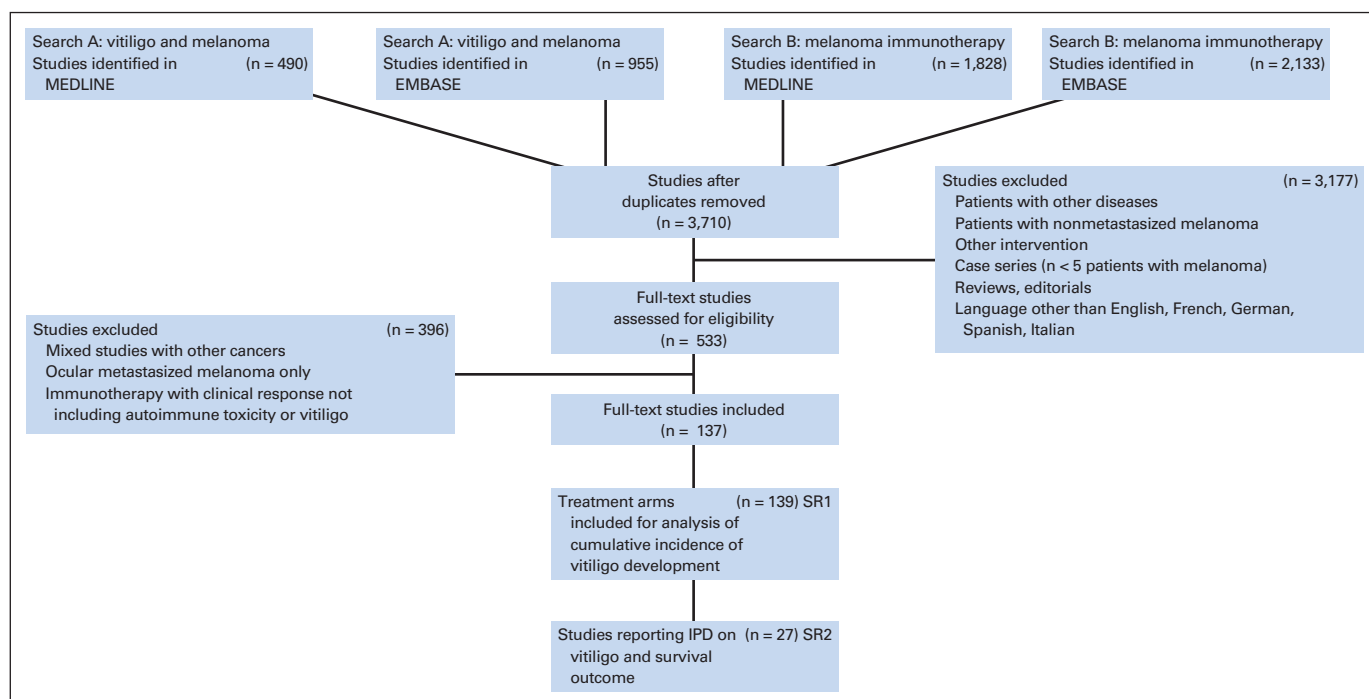 Search A: vitiligo and melanoma
Studies identified in (n = 490)
MEDLINE
Search A: vitiligo and melanoma
Studies identified in (n = 955)
EMBASE
Search B: melanoma immunotherapy
Studies identified in (n = 1,828)
MEDLINE
Search B: melanoma immunotherapy
Studies identified in (n = 2,133)
EMBASE
Studies after
duplicates removed
(n = 3,710)
Studies excluded (n = 3,177)
Patients with other diseases
Patients with nonmetastasized melanoma
Other intervention
Case series (n < 5 patients with melanoma)
Reviews, editorials
Language other than English, French, German,
Spanish, Italian
Full-text studies
assessed for eligibility
(n = 533)
Studies excluded (n = 396)
Mixed studies with other cancers
Ocular metastasized melanoma only
Immunotherapy with clinical response not
including autoimmune toxicity or vitiligo
Full-text studies included
(n = 137)
Treatment arms (n = 139) SR1
included for analysis of
cumulative incidence of
vitiligo development
Studies reporting IPD on (n = 27) SR2
vitiligo and survival
outcome